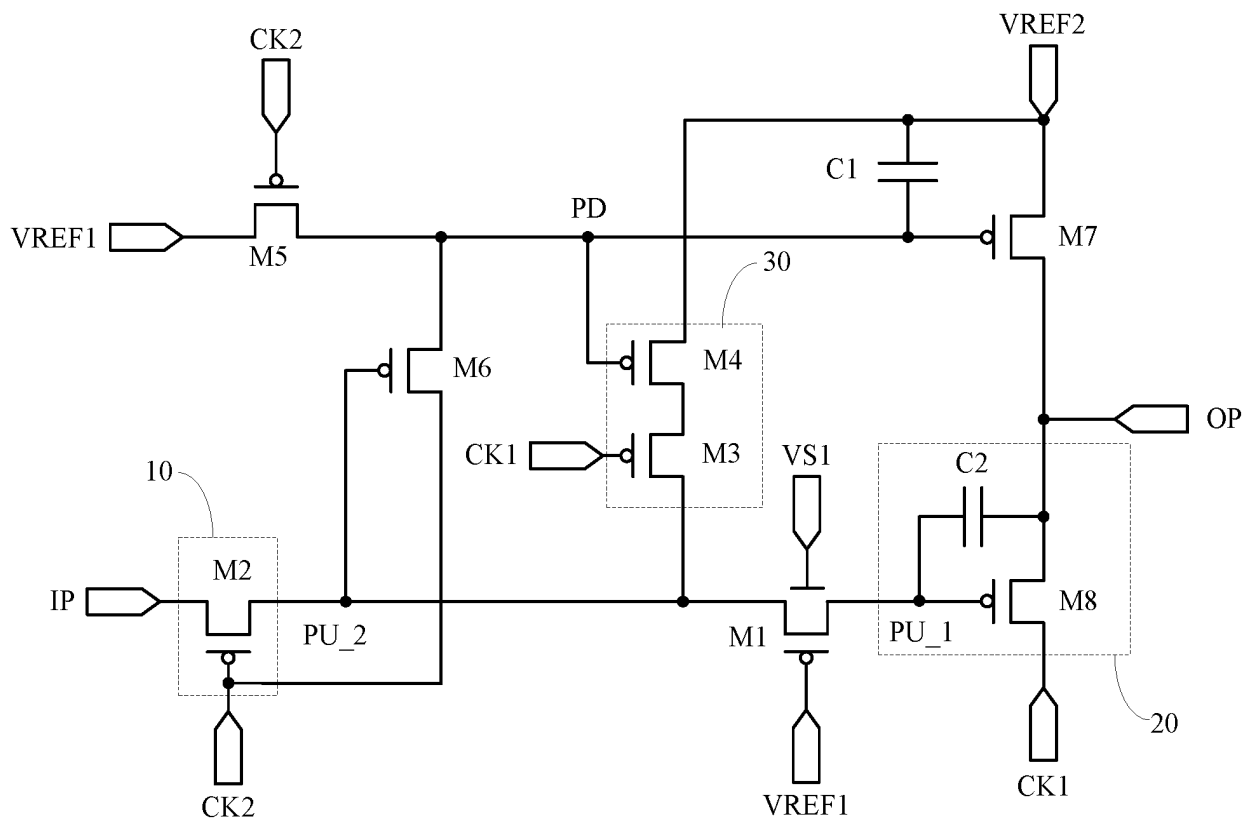 CK2
VREF2
C1
PD
VREF1
M5
M7
30
M6
M4
OP
CK1
M3
VS1
C2
10
M2
IP
M8
PU_2
M1
PU_1
20
CK2
VREF1
CK1